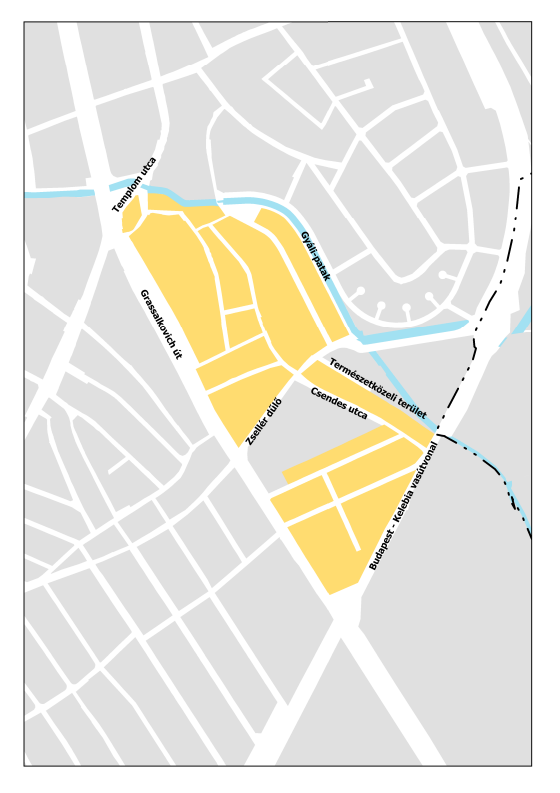 Templom utca
Gyáli-patak
Grassalkovich út
Természetközeli terület
Csendes utca
Zsellér dűlő
Budapest - Kelebia vasútvonal